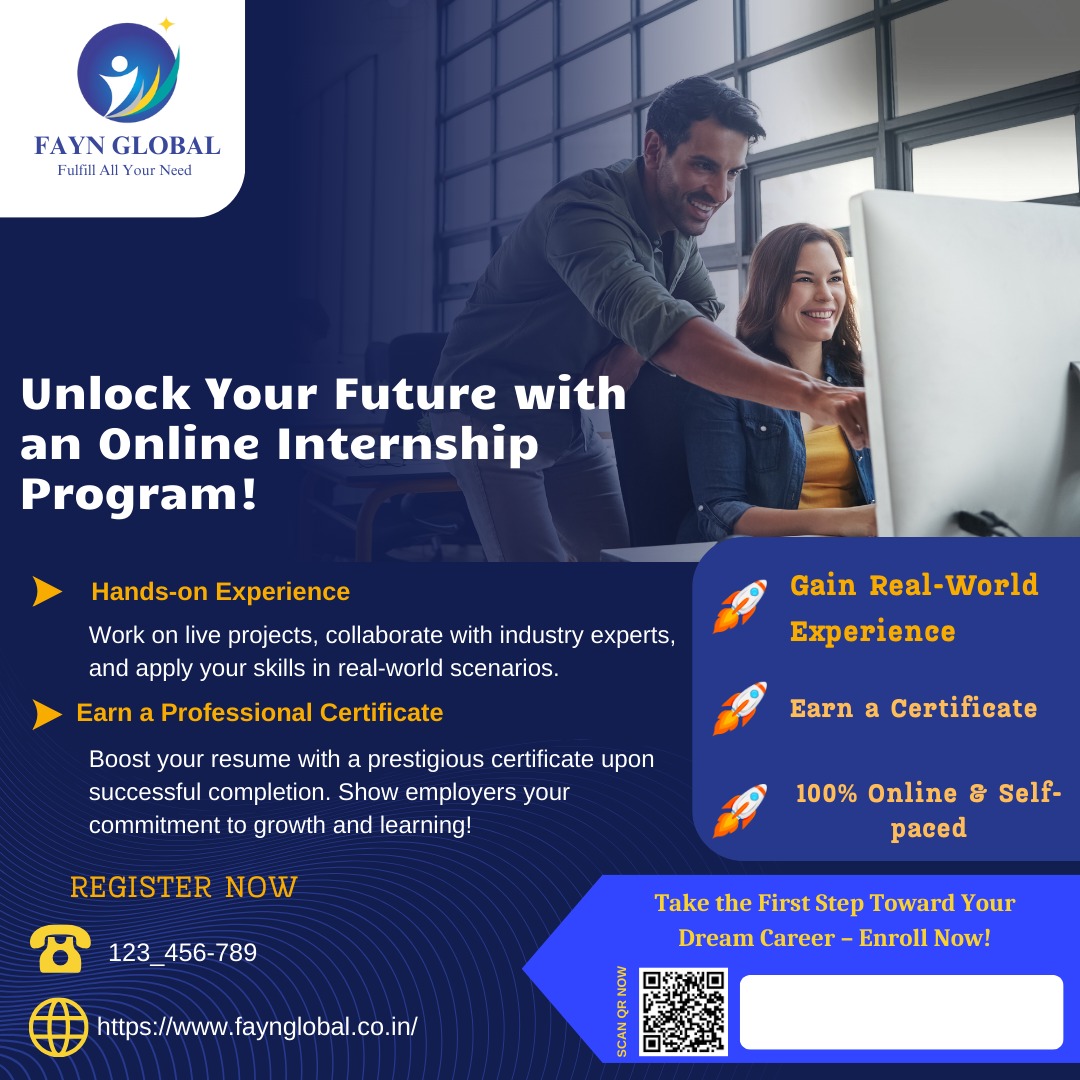 FAYN GLOBAL
Fulfill All Your Need
Unlock Your Future with
an Online Internship
Program!
Hands-on Experience
Work on live projects, collaborate with industry experts,
and apply your skills in real-world scenarios.
Earn a Professional Certificate
Boost your resume with a prestigious certificate upon
successful completion. Show employers your
commitment to growth and learning!
Gain Real-World
Experience
Earn a Certificate
100% Online & Self-
paced
REGISTER NOW
123_456-789
https://www.faynglobal.co.in/
Take the First Step Toward Your
Dream Career – Enroll Now!
SCAN QR NOW